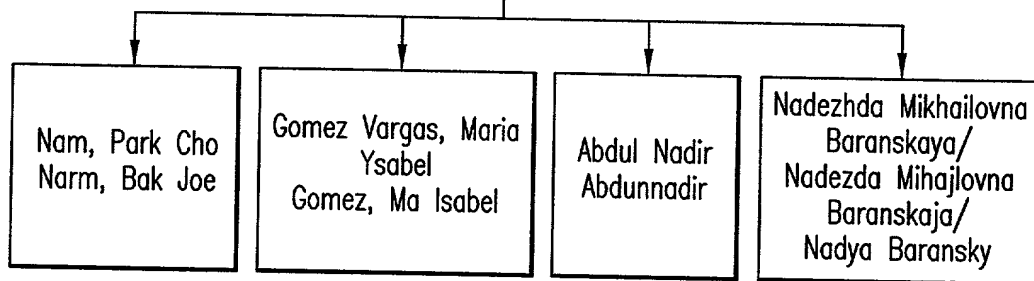 Nam, Park Cho
Narm, Bak Joe
Gomez Vargas, Maria
Ysabel
Gomez, Ma Isabel
Abdul Nadir
Abdunnadir
Nadezhda Mikhailovna
Baranskaya/
Nadezda Mihajlovna
Baranskaja/
Nadya Baransky